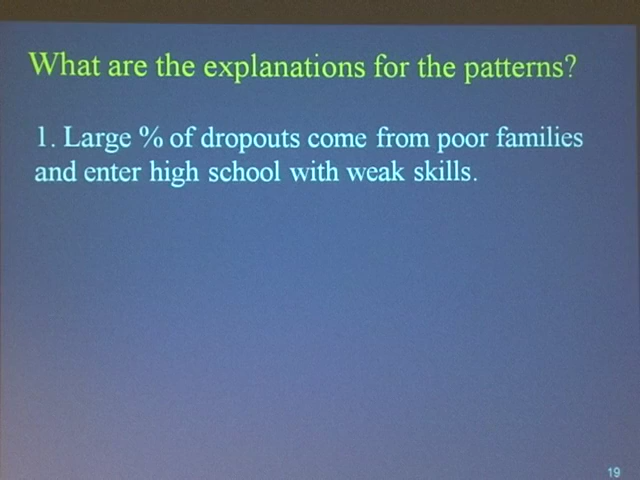 What are the explanations for the patterns?
1. Large % of dropouts come from poor families
and enter high school with weak skills.
19